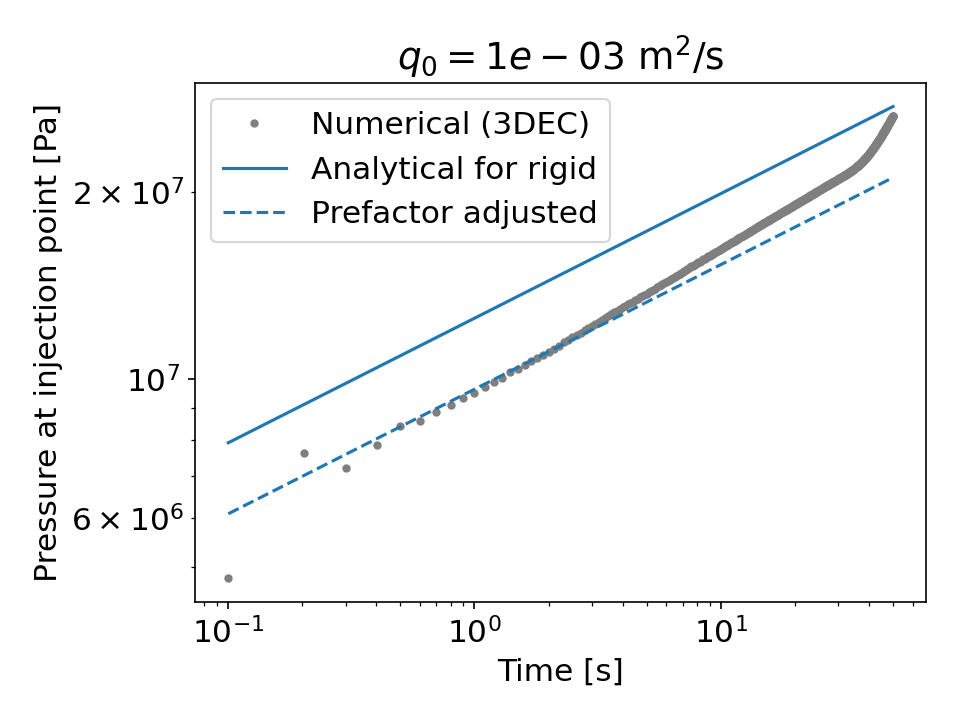 q₀ = 1e − 03 m²/s
Numerical (3DEC)
Analytical for rigid
Prefactor adjusted
Pressure at injection point [Pa]
2 × 10⁷
10⁷
6 × 10⁶
10⁻¹
10⁰
10¹
Time [s]